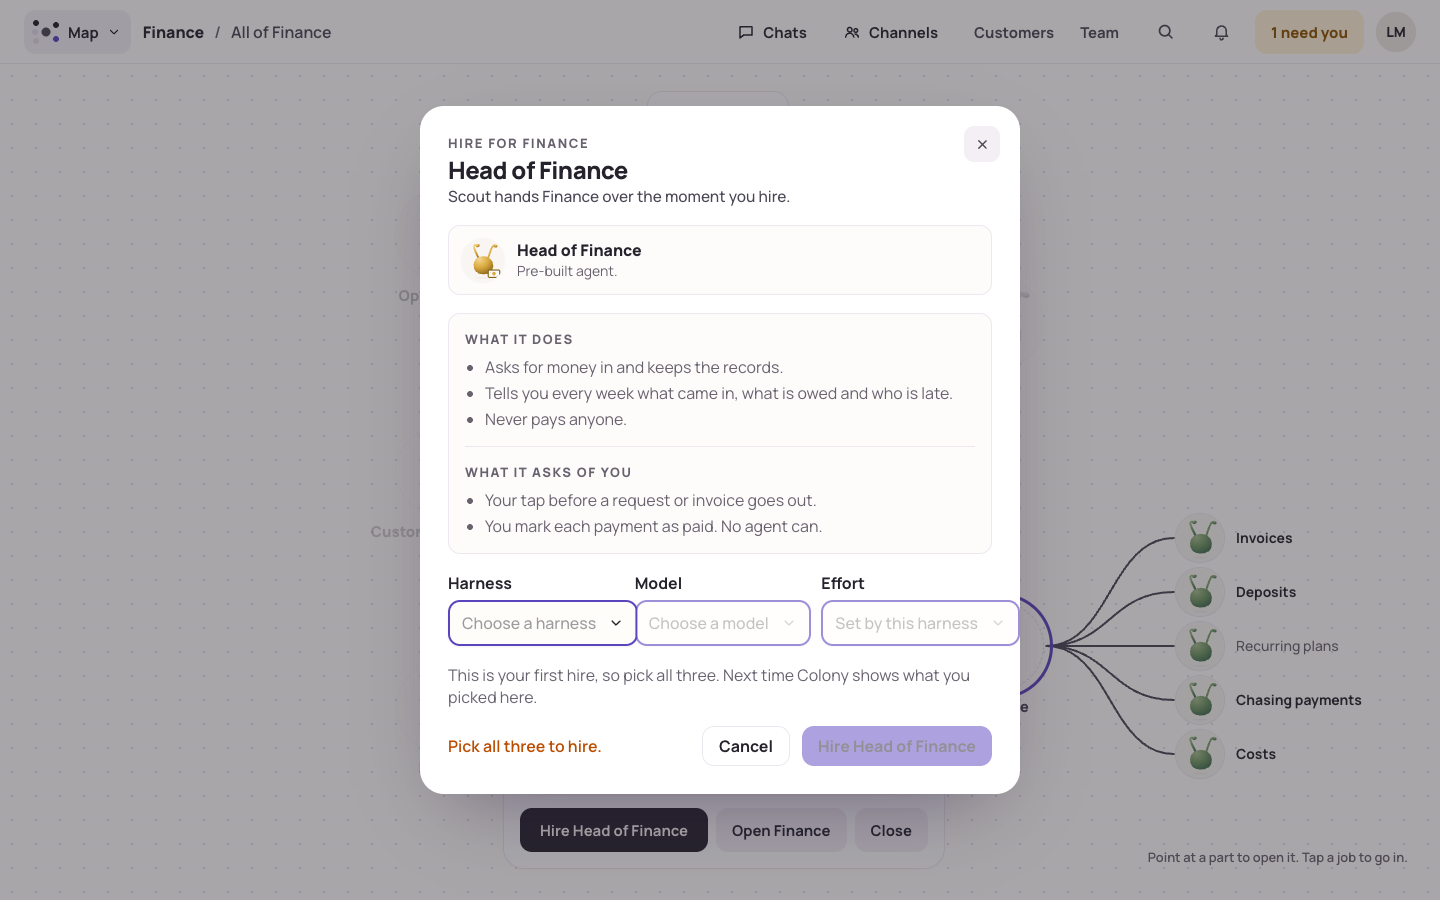 Map
Finance / All of Finance
Chats
Channels
Customers
Team
1 need you
LM
HIRE FOR FINANCE
Head of Finance
Scout hands Finance over the moment you hire.
Head of Finance
Pre-built agent.
WHAT IT DOES
Asks for money in and keeps the records.
Tells you every week what came in, what is owed and who is late.
Never pays anyone.
WHAT IT ASKS OF YOU
Your tap before a request or invoice goes out.
You mark each payment as paid. No agent can.
Harness
Model
Effort
Choose a harness
Choose a model
Set by this harness
This is your first hire, so pick all three. Next time Colony shows what you
picked here.
Pick all three to hire.
Cancel
Hire Head of Finance
Invoices
Deposits
Recurring plans
Chasing payments
Costs
Hire Head of Finance
Open Finance
Close
Point at a part to open it. Tap a job to go in.